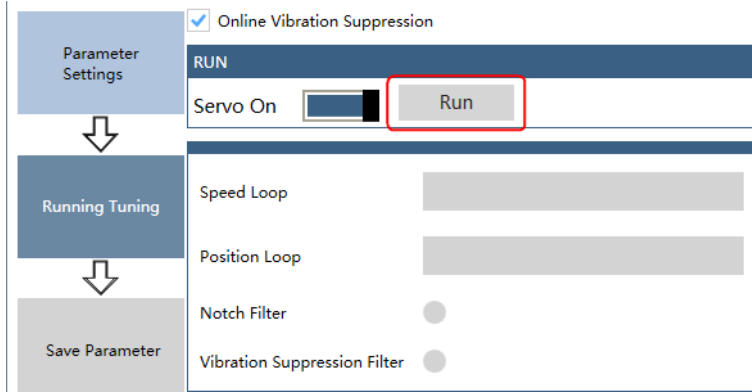 Online Vibration Suppression
Parameter
Settings
RUN
Servo On
Run
Running Tuning
Speed Loop
Position Loop
Notch Filter
Save Parameter
Vibration Suppression Filter